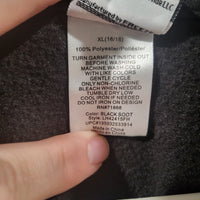 XL(16/18)
100% Polyester/Poliéster
TURN GARMENT INSIDE OUT
BEFORE WASHING
MACHINE WASH COLD
WITH LIKE COLORS
GENTLE CYCLE
ONLY NON-CHLORINE
BLEACH WHEN NEEDED
TUMBLE DRY LOW
COOL IRON IF NEEDED
DO NOT IRON ON DESIGN
Color: BLACK SOOT
Made in China